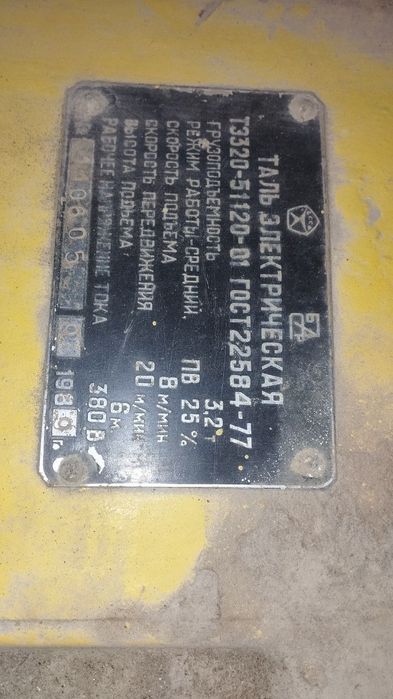 ТАЛЬ ЭЛЕКТРИЧЕСКАЯ
ТЭ320-51120-01 ГОСТ22584-77
ГРУЗОПОДЪЕМНОСТЬ 3,2 т
РЕЖИМ РАБОТЫ-СРЕДНИЙ. ПВ 25%
СКОРОСТЬ ПОДЪЕМА 8 м/мин
СКОРОСТЬ ПЕРЕДВИЖЕНИЯ 20 м/мин
ВЫСОТА ПОДЪЕМА 6 м
РАБОЧЕЕ НАПРЯЖЕНИЕ ТОКА 380 В